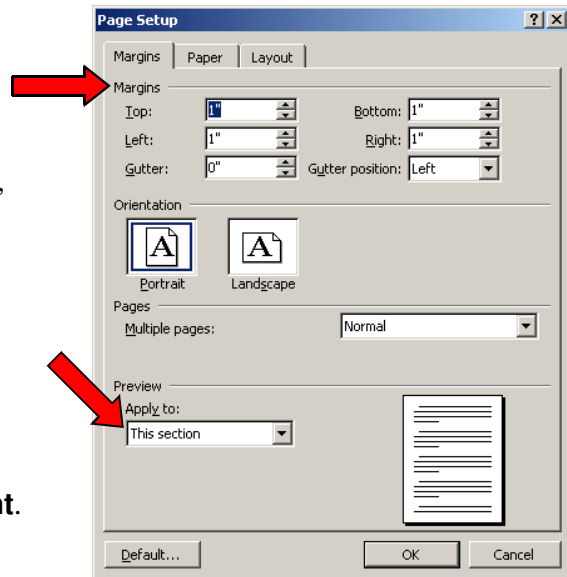 Page Setup
Margins Paper Layout
Margins
Top: 1" Bottom: 1"
Left: 1" Right: 1"
Gutter: 0" Gutter position: Left
,
Orientation
A A
Portrait Landscape
Pages
Multiple pages: Normal
Preview
Apply to:
This section
nt.
Default... OK Cancel